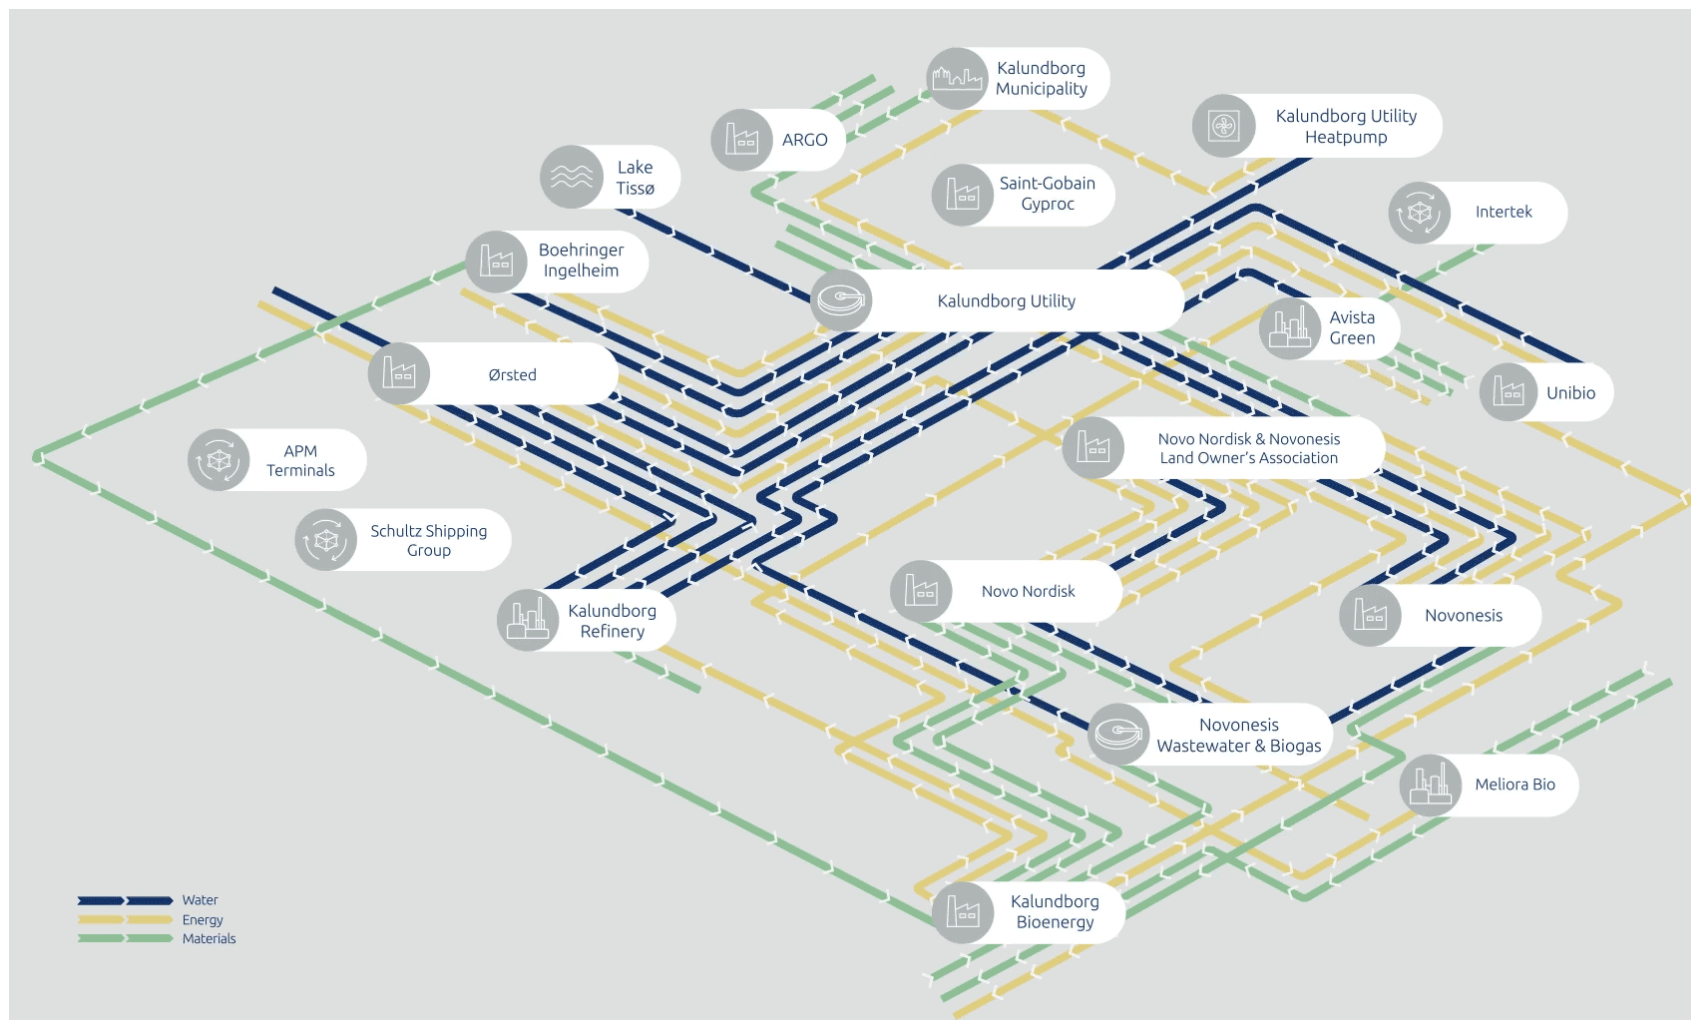 Kalundborg
Municipality
ARGO
Kalundborg Utility
Heatpump
Lake
Tissø
Saint-Gobain
Gyproc
Intertek
Boehringer
Ingelheim
Kalundborg Utility
Avista
Green
Ørsted
Unibio
APM
Terminals
Novo Nordisk & Novonesis
Land Owner's Association
Schultz Shipping
Group
Kalundborg
Refinery
Novo Nordisk
Novonesis
Novonesis
Wastewater & Biogas
Meliora Bio
Kalundborg
Bioenergy
Water
Energy
Materials